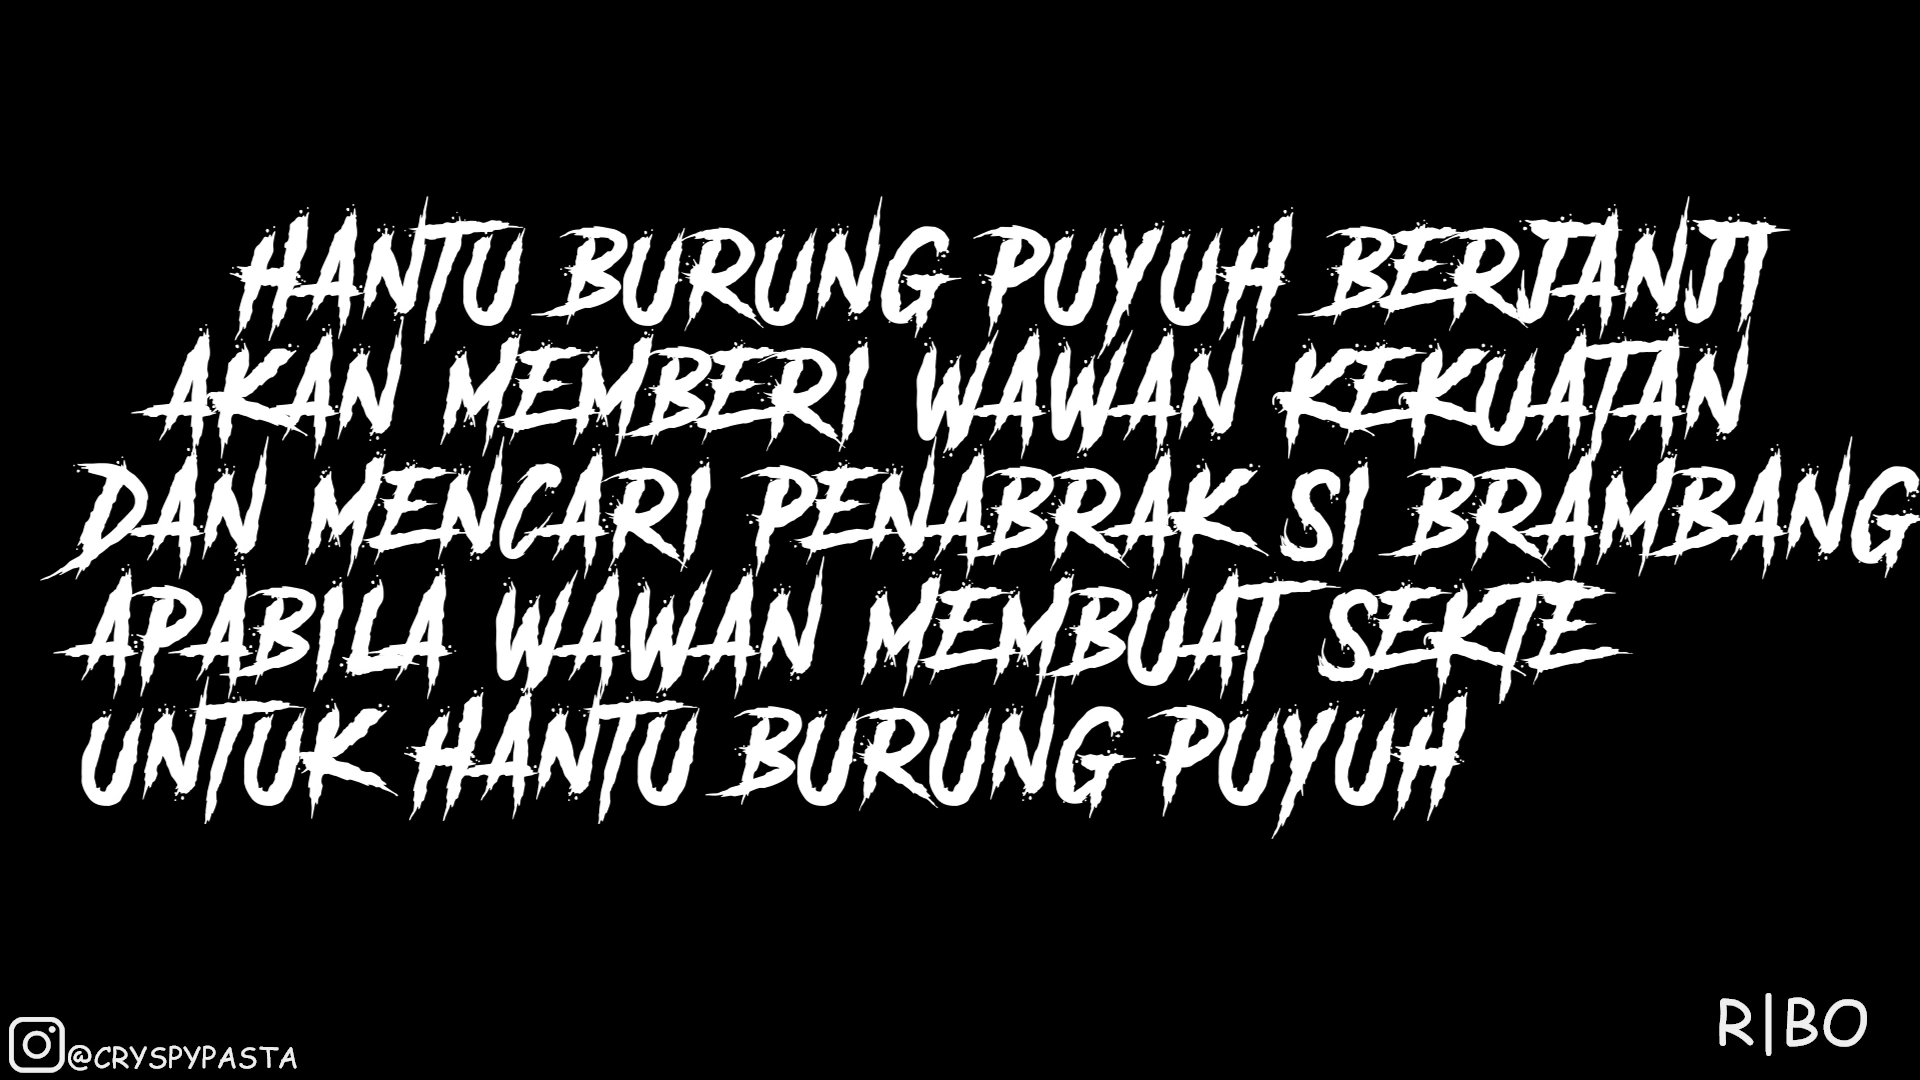 HANTU BURUNG PUYUH BERJANJI
AKAN MEMBERI WAWAN KEKUATAN
DAN MENCARI PENABRAK SI BRAMBANG
APABILA WAWAN MEMBUAT SEKTE
UNTUK HANTU BURUNG PUYUH
@CRYSPYPASTA
R|BO